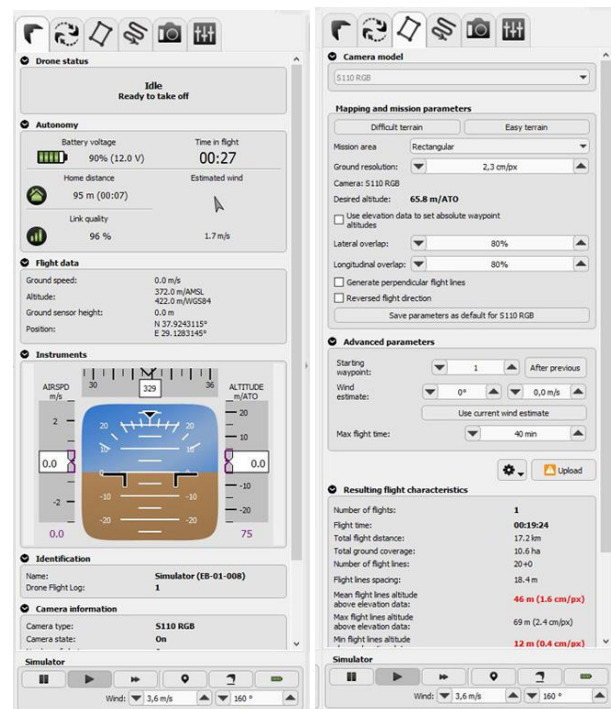 Drone status
Idle
Ready to take off
Autonomy
Battery voltage
Time in flight
90% (12.0 V)
00:27
Home distance
Estimated wind
95 m (00:07)
Link quality
96 %
1.7 m/s
Flight data
Ground speed: 0.0 m/s
Altitude: 372.0 m/AMSL
422.0 m/WGS84
Ground sensor height: 0.0 m
Position: N 37.9243115°
E 29.1283145°
Instruments
AIRSPD
m/s
30
329
36
ALTITUDE
m/ATO
2
0.0
-2
0.0
20
20
10
10
0
-10
-10
-20
-20
20
10
0.0
-10
-20
75
Identification
Name: Simulator (EB-01-008)
Drone Flight Log: 1
Camera information
Camera type: S110 RGB
Camera state: On
Simulator
Wind: 3,6 m/s 160 °
Camera model
S110 RGB
Mapping and mission parameters
Difficult terrain
Easy terrain
Mission area Rectangular
Ground resolution: 2,3 cm/px
Camera: S110 RGB
Desired altitude: 65.8 m/ATO
Use elevation data to set absolute waypoint
altitudes
Lateral overlap: 80%
Longitudinal overlap: 80%
Generate perpendicular flight lines
Reversed flight direction
Save parameters as default for S110 RGB
Advanced parameters
Starting
waypoint: 1 After previous
Wind
estimate: 0° 0,0 m/s
Use current wind estimate
Max flight time: 40 min
Upload
Resulting flight characteristics
Number of flights: 1
Flight time: 00:19:24
Total flight distance: 17.2 km
Total ground coverage: 10.6 ha
Number of flight lines: 20+0
Flight lines spacing: 18.4 m
Mean flight lines altitude
above elevation data: 46 m (1.6 cm/px)
Max flight lines altitude
above elevation data: 69 m (2.4 cm/px)
Min flight lines altitude
12 m (0.4 cm/px)
Simulator
Wind: 3,6 m/s 160 °